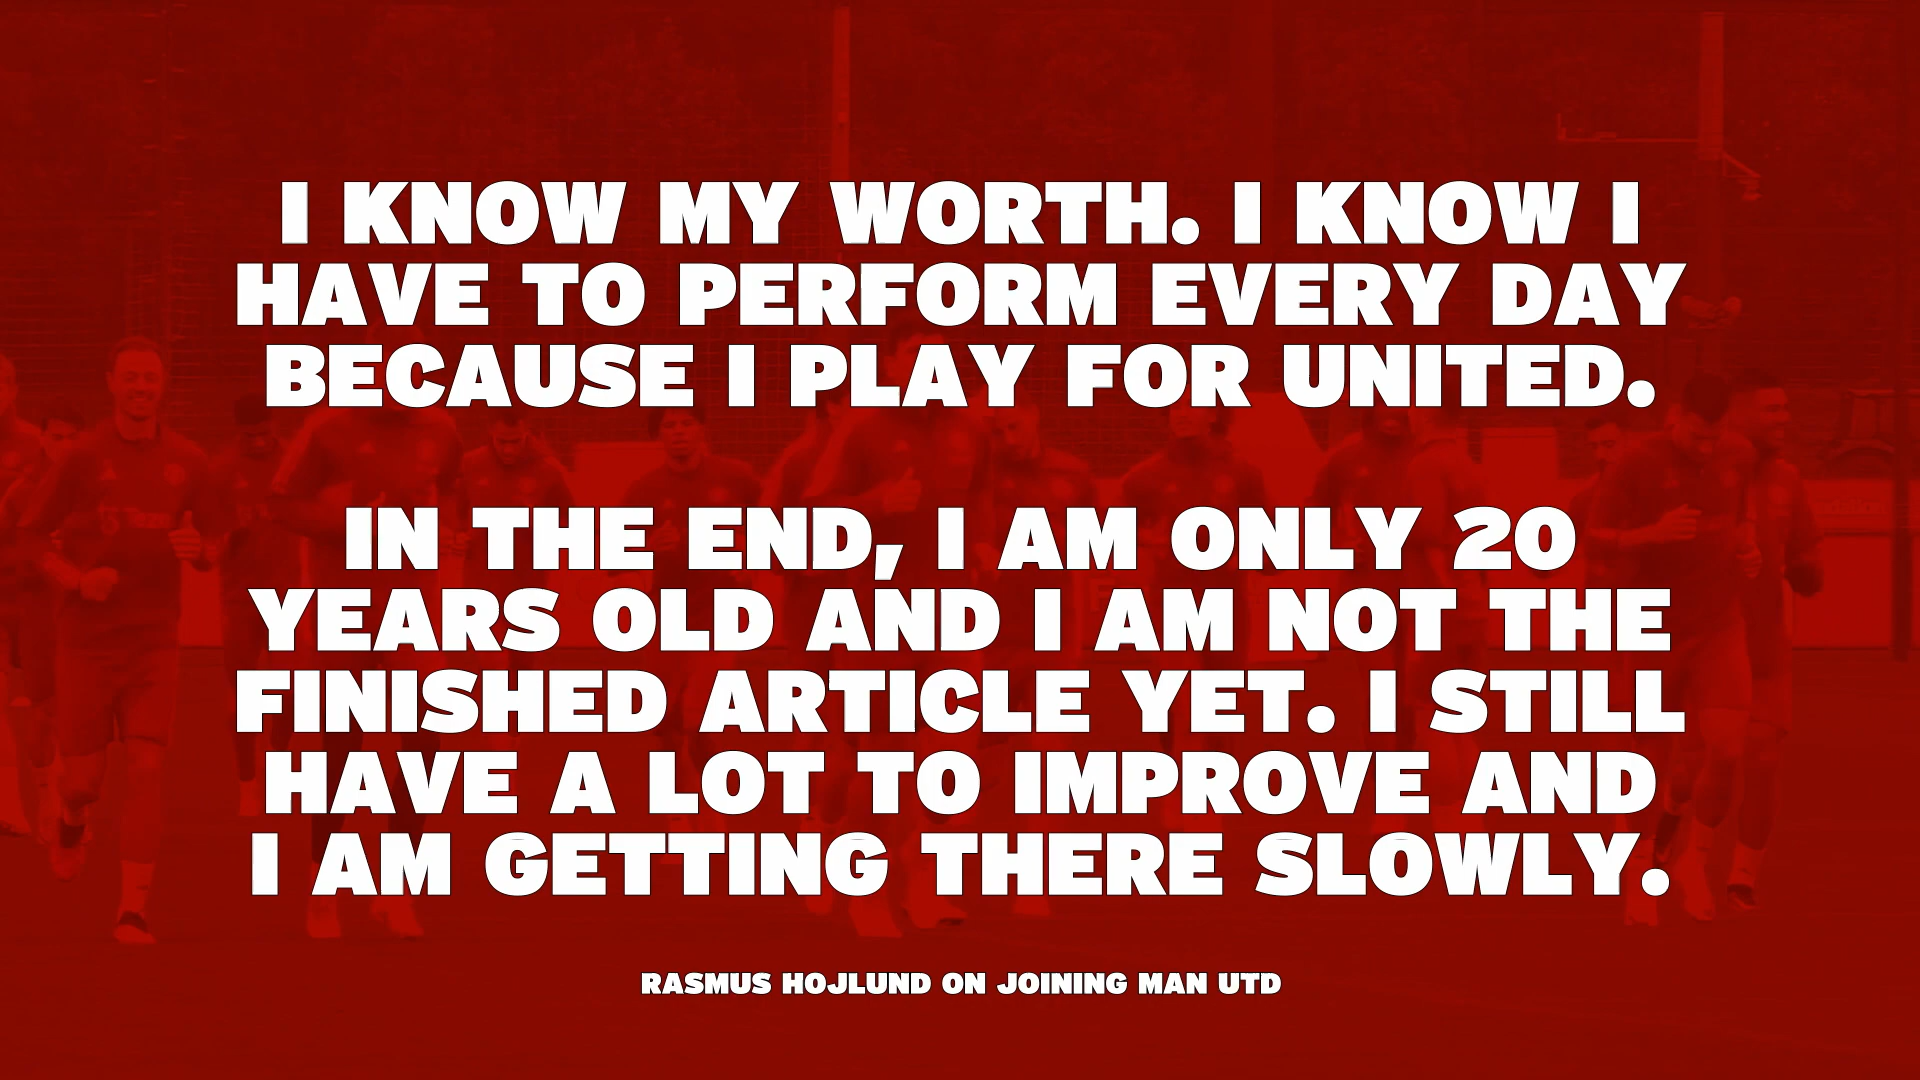 I KNOW MY WORTH. I KNOW I
HAVE TO PERFORM EVERY DAY
BECAUSE I PLAY FOR UNITED.
IN THE END, I AM ONLY 20
YEARS OLD AND I AM NOT THE
FINISHED ARTICLE YET. I STILL
HAVE A LOT TO IMPROVE AND
I AM GETTING THERE SLOWLY.
RASMUS HOJLUND ON JOINING MAN UTD